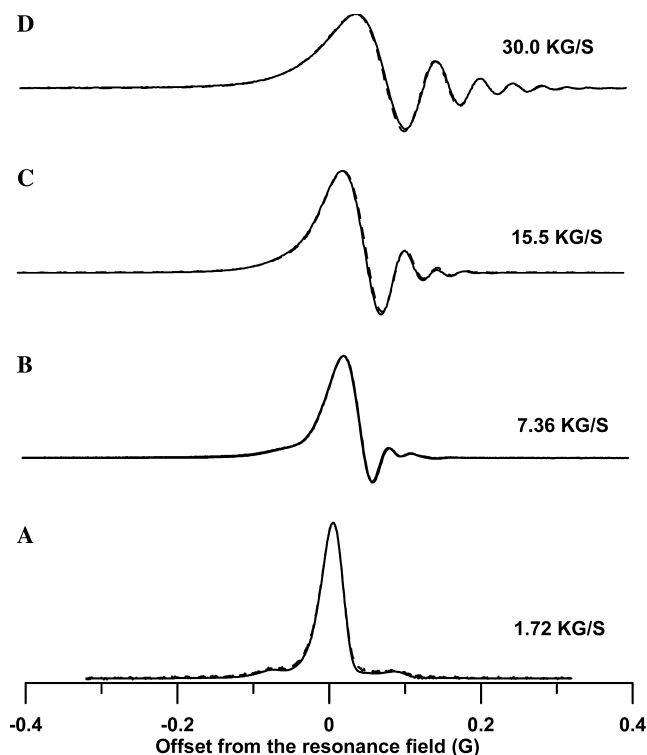 D
30.0 KG/S
C
15.5 KG/S
B
7.36 KG/S
A
1.72 KG/S
-0.4 -0.2 0 0.2 0.4
Offset from the resonance field (G)